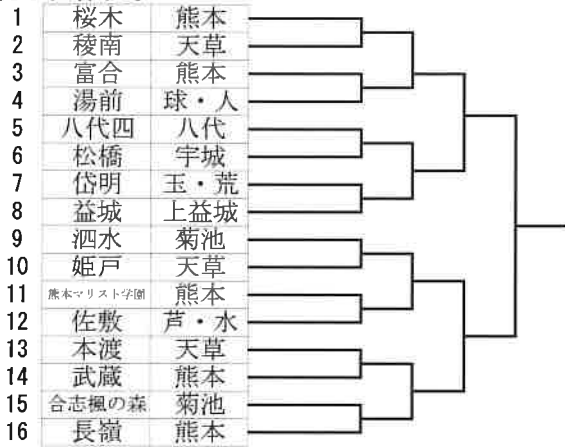 1 桜木 熊本
2 稜南 天草
3 富合 熊本
4 湯前 球・人
5 八代四 八代
6 松橋 宇城
7 岱明 玉・荒
8 益城 上益城
9 泗水 菊池
10 姫戸 天草
11 熊本マリスト学園 熊本
12 佐敷 芦・水
13 本渡 天草
14 武蔵 熊本
15 合志楓の森 菊池
16 長嶺 熊本